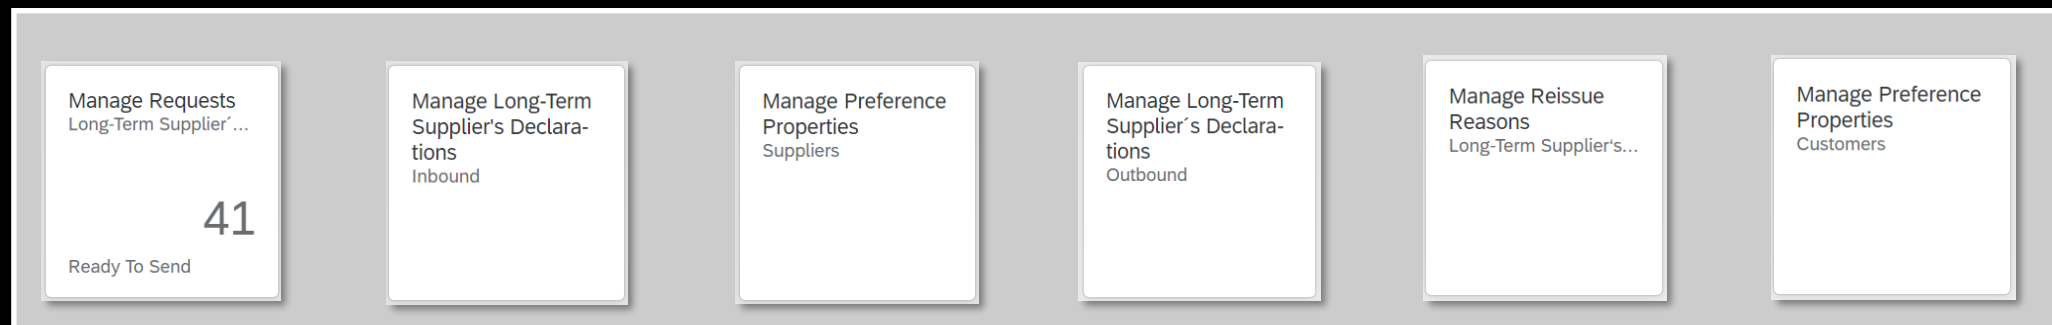 Manage Requests
Long-Term Supplier´...
41
Ready To Send
Manage Long-Term
Supplier's Declara-
tions
Inbound
Manage Preference
Properties
Suppliers
Manage Long-Term
Supplier´s Declara-
tions
Outbound
Manage Reissue
Reasons
Long-Term Supplier's...
Manage Preference
Properties
Customers